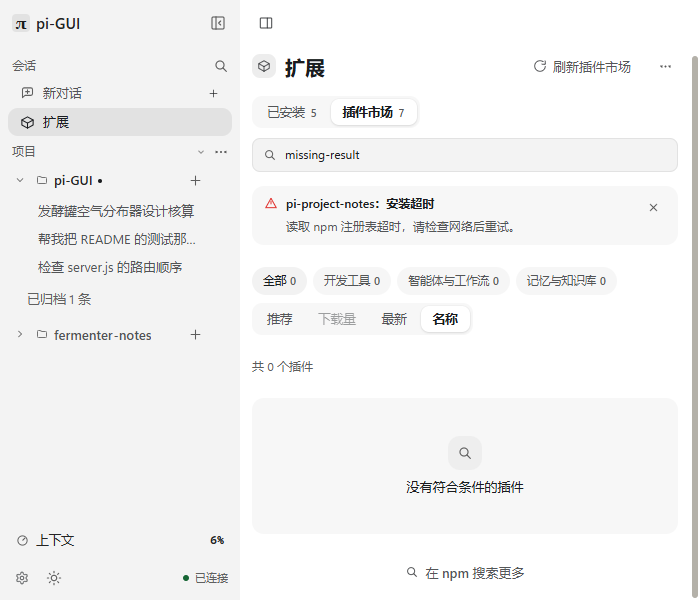 π pi-GUI
会话
新对话
扩展
项目
pi-GUI
发酵罐空气分布器设计核算
帮我把 README 的测试那...
检查 server.js 的路由顺序
已归档 1 条
fermenter-notes
上下文 6%
已连接
扩展
刷新插件市场
已安装 5 插件市场 7
missing-result
pi-project-notes：安装超时
读取 npm 注册表超时，请检查网络后重试。
全部 0 开发工具 0 智能体与工作流 0 记忆与知识库 0
推荐 下载量 最新 名称
共 0 个插件
没有符合条件的插件
在 npm 搜索更多